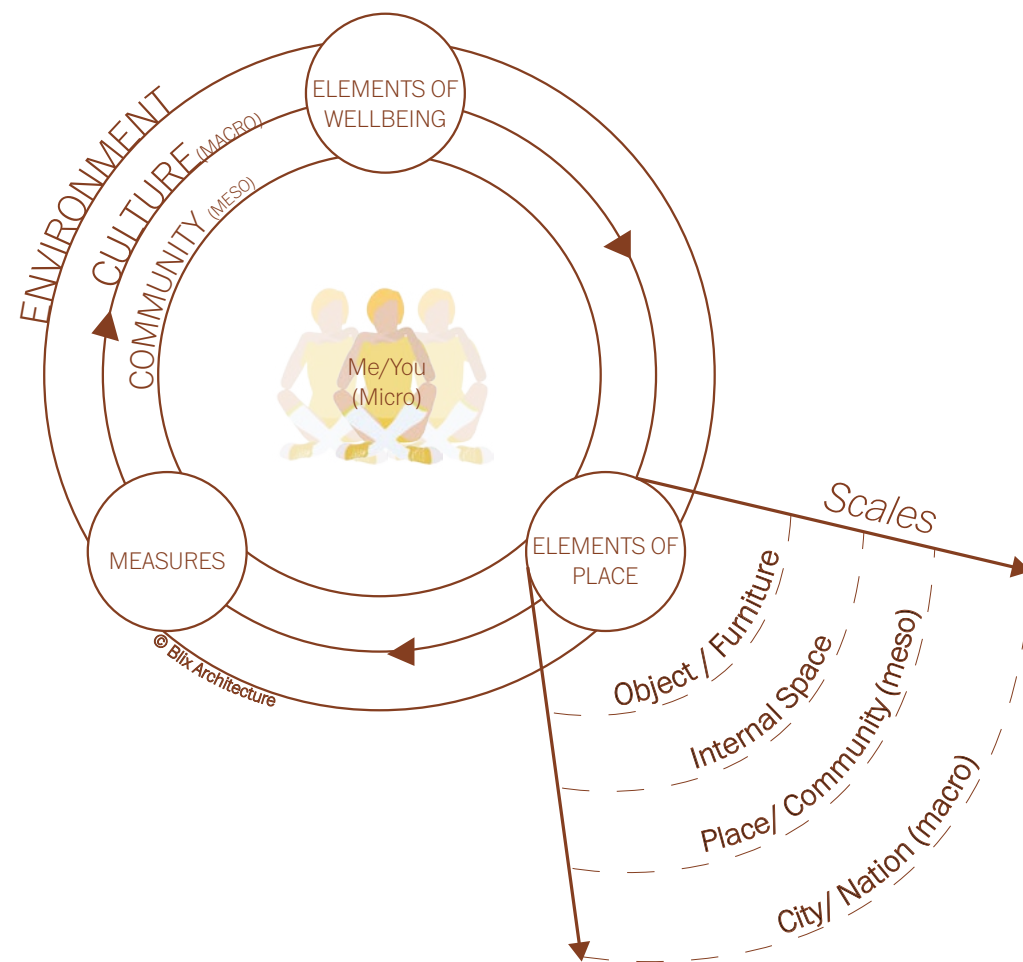 ELEMENTS OF
WELLBEING
ENVIRONMENT
CULTURE (MACRO)
COMMUNITY (MESO)
Me/You
(Micro)
MEASURES
ELEMENTS OF
PLACE
© Blix Architecture
Scales
Object / Furniture
Internal Space
Place/ Community (meso)
City/ Nation (macro)